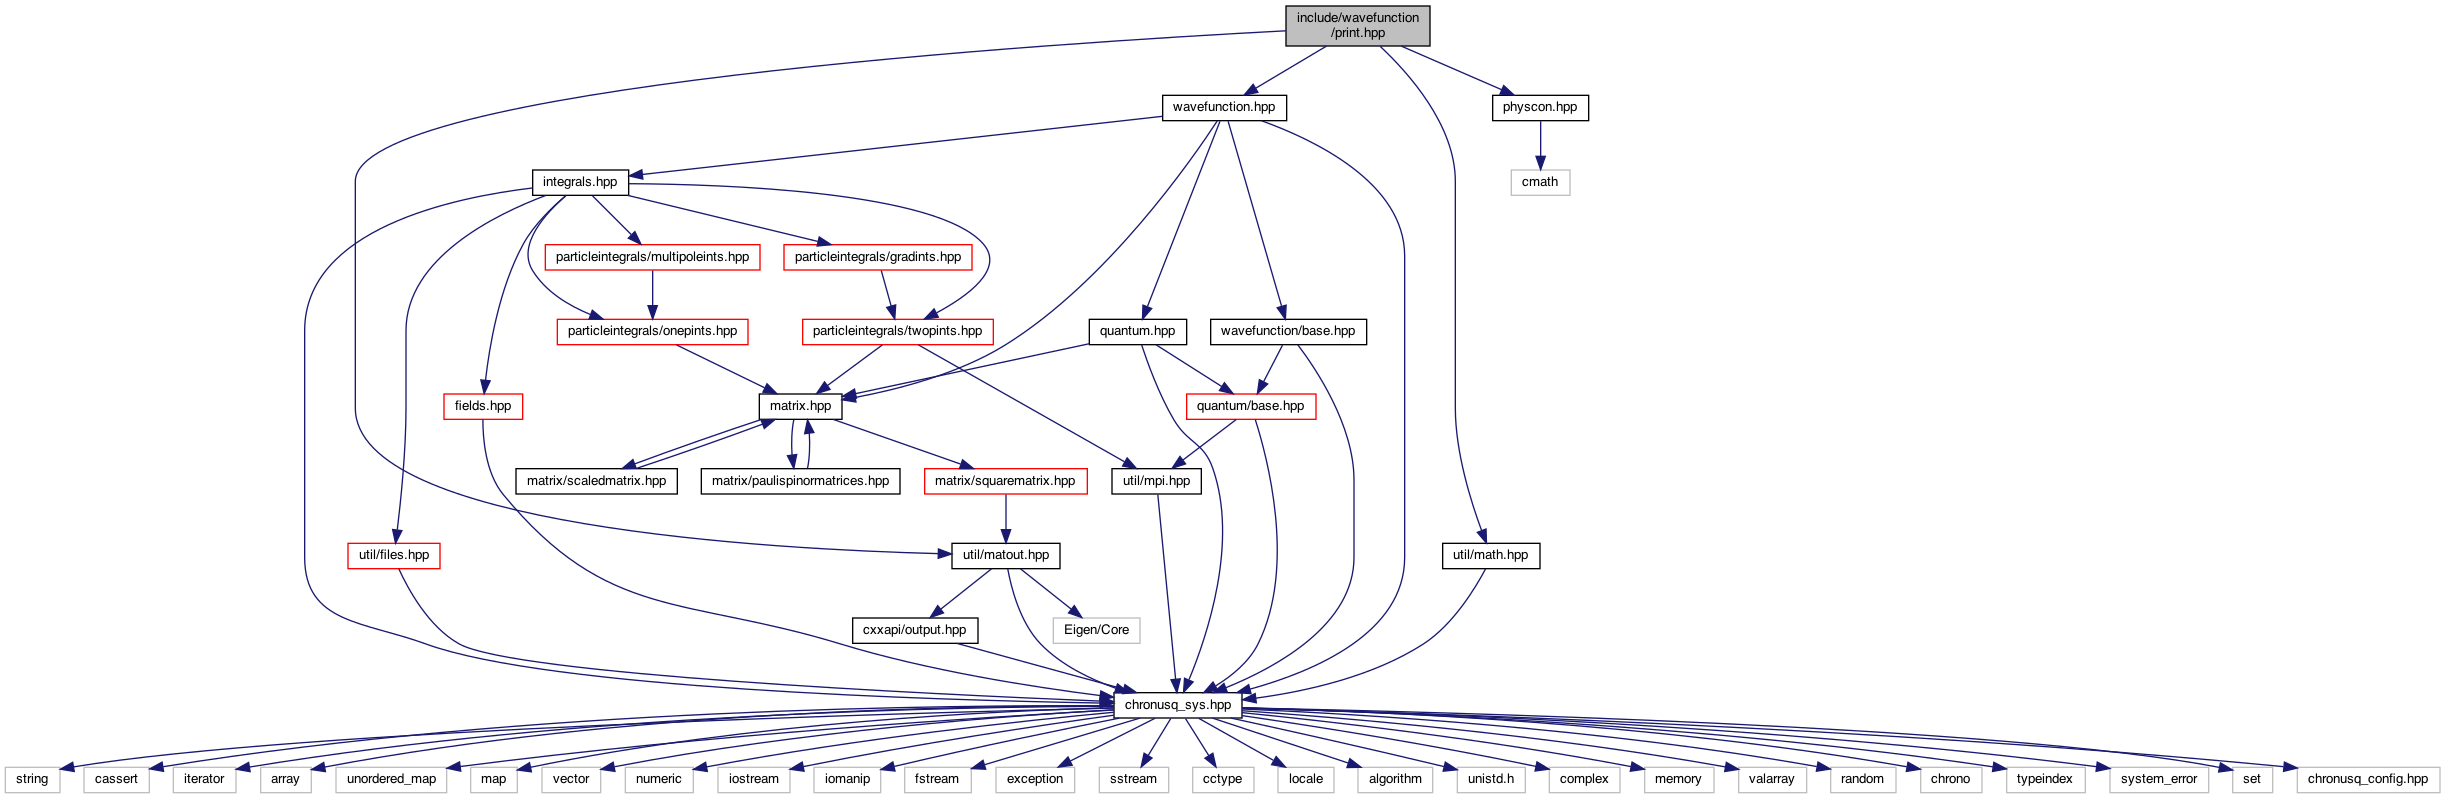 include/wavefunction
/print.hpp
wavefunction.hpp
physcon.hpp
integrals.hpp
cmath
particleintegrals/multipoleints.hpp
particleintegrals/gradints.hpp
particleintegrals/onepints.hpp
particleintegrals/twopints.hpp
quantum.hpp
wavefunction/base.hpp
fields.hpp
matrix.hpp
quantum/base.hpp
matrix/scaledmatrix.hpp
matrix/paulispinormatrices.hpp
matrix/squarematrix.hpp
util/mpi.hpp
util/files.hpp
util/matout.hpp
util/math.hpp
cxxapi/output.hpp
Eigen/Core
chronusq_sys.hpp
string
cassert
iterator
array
unordered_map
map
vector
numeric
iostream
iomanip
fstream
exception
sstream
cctype
locale
algorithm
unistd.h
complex
memory
valarray
random
chrono
typeindex
system_error
set
chronusq_config.hpp